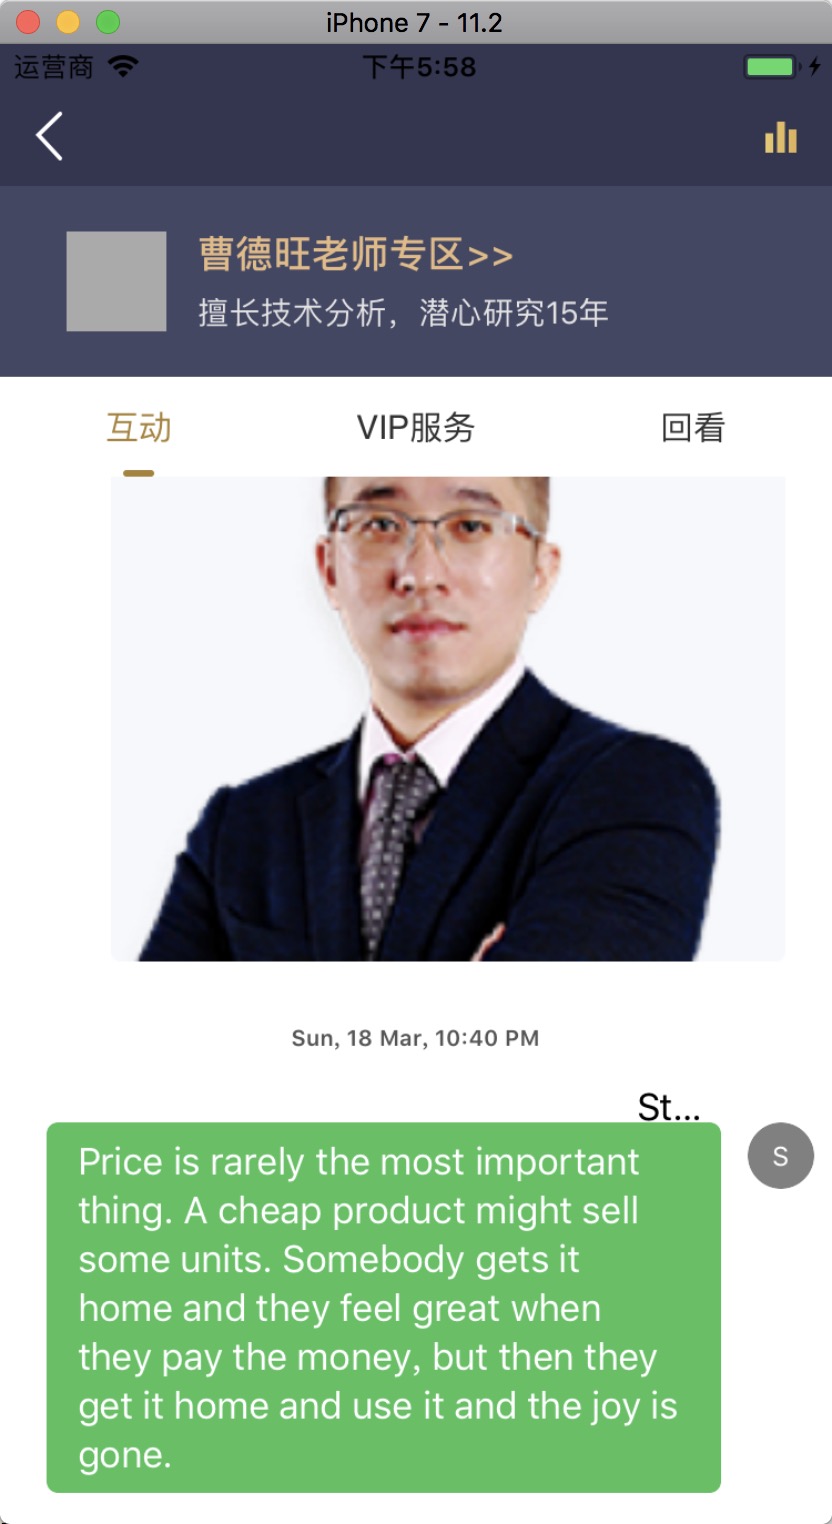 iPhone 7 - 11.2
运营商 下午5:58
曹德旺老师专区>>
擅长技术分析，潜心研究15年
互动 VIP服务 回看
Sun, 18 Mar, 10:40 PM
St...
S
Price is rarely the most important
thing. A cheap product might sell
some units. Somebody gets it
home and they feel great when
they pay the money, but then they
get it home and use it and the joy is
gone.